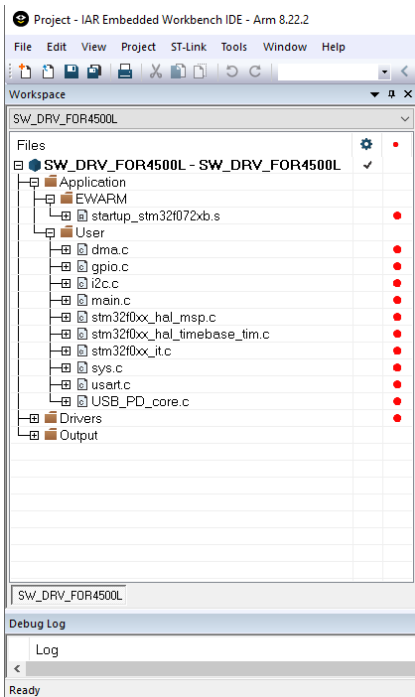 Project - IAR Embedded Workbench IDE - Arm 8.22.2
File Edit View Project ST-Link Tools Window Help
Workspace
SW_DRV_FOR4500L
Files
SW_DRV_FOR4500L - SW_DRV_FOR4500L
Application
EWARM
startup_stm32f072xb.s
User
dma.c
gpio.c
i2c.c
main.c
stm32f0xx_hal_msp.c
stm32f0xx_hal_timebase_tim.c
stm32f0xx_it.c
sys.c
usart.c
USB_PD_core.c
Drivers
Output
SW_DRV_FOR4500L
Debug Log
Log
Ready